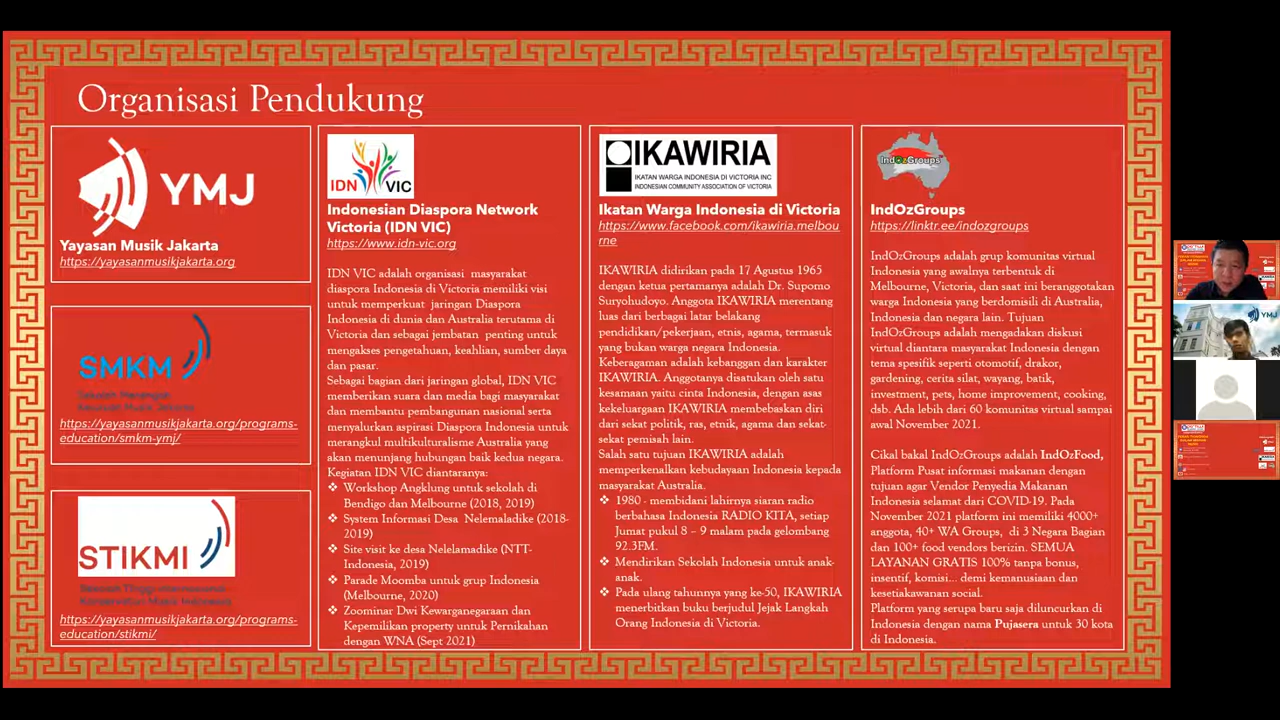 Organisasi Pendukung
YMJ
Yayasan Musik Jakarta
https://yayasanmusikjakarta.org
SMKM
https://yayasanmusikjakarta.org/programs-
education/smkm-ymj/
STIKMI
https://yayasanmusikjakarta.org/programs-
education/stikmi/
IDN VIC
Indonesian Diaspora Network
Victoria (IDN VIC)
https://www.idn-vic.org
IDN VIC adalah organisasi masyarakat
diaspora Indonesia di Victoria memiliki visi
untuk memperkuat jaringan Diaspora
Indonesia di dunia dan Australia terutama di
Victoria dan sebagai jembatan penting untuk
mengakses pengetahuan, keahlian, sumber daya
dan pasar.
Sebagai bagian dari jaringan global, IDN VIC
memberikan suara dan media bagi masyarakat
dan membantu pembangunan nasional serta
menyalurkan aspirasi Diaspora Indonesia untuk
merangkul multikulturalisme Australia yang
akan menunjang hubungan baik kedua negara.
Kegiatan IDN VIC diantaranya:
❖ Workshop Angklung untuk sekolah di
Bendigo dan Melbourne (2018, 2019)
❖ System Informasi Desa Nelemaladike (2018-
2019)
❖ Site visit ke desa Nelelamadike (NTT-
Indonesia, 2019)
❖ Parade Moomba untuk grup Indonesia
(Melbourne, 2020)
❖ Zoominar Dwi Kewarganegaraan dan
Kepemilikan property untuk Pernikahan
dengan WNA (Sept 2021)
IKAWIRIA
IKATAN WARGA INDONESIA DI VICTORIA INC
INDONESIAN COMMUNITY ASSOCIATION OF VICTORIA
Ikatan Warga Indonesia di Victoria
https://www.facebook.com/ikawiria.melbou
rne
IKAWIRIA didirikan pada 17 Agustus 1965
dengan ketua pertamanya adalah Dr. Supomo
Suryohudoyo. Anggota IKAWIRIA merentang
luas dari berbagai latar belakang
pendidikan/pekerjaan, etnis, agama, termasuk
yang bukan warga negara Indonesia.
Keberagaman adalah kebanggan dan karakter
IKAWIRIA. Anggotanya disatukan oleh satu
kesamaan yaitu cinta Indonesia, dengan asas
kekeluargaan IKAWIRIA membebaskan diri
dari sekat politik, ras, etnik, agama dan sekat-
sekat pemisah lain.
Salah satu tujuan IKAWIRIA adalah
memperkenalkan kebudayaan Indonesia kepada
masyarakat Australia.
❖ 1980 - membidani lahirnya siaran radio
berbahasa Indonesia RADIO KITA, setiap
Jumat pukul 8 – 9 malam pada gelombang
92.3FM.
❖ Mendirikan Sekolah Indonesia untuk anak-
anak.
❖ Pada ulang tahunnya yang ke-50, IKAWIRIA
menerbitkan buku berjudul Jejak Langkah
Orang Indonesia di Victoria.
IndOzGroups
IndOzGroups
https://linktr.ee/indozgroups
IndOzGroups adalah grup komunitas virtual
Indonesia yang awalnya terbentuk di
Melbourne, Victoria, dan saat ini beranggotakan
warga Indonesia yang berdomisili di Australia,
Indonesia dan negara lain. Tujuan
IndOzGroups adalah mengadakan diskusi
virtual diantara masyarakat Indonesia dengan
tema spesifik seperti otomotif, drakor,
gardening, cerita silat, wayang, batik,
investment, pets, home improvement, cooking,
dsb. Ada lebih dari 60 komunitas virtual sampai
awal November 2021.
Cikal bakal IndOzGroups adalah IndOzFood,
Platform Pusat informasi makanan dengan
tujuan agar Vendor Penyedia Makanan
Indonesia selamat dari COVID-19. Pada
November 2021 platform ini memiliki 4000+
anggota, 40+ WA Groups, di 3 Negara Bagian
dan 100+ food vendors berizin. SEMUA
LAYANAN GRATIS 100% tanpa bonus,
insentif, komisi... demi kemanusiaan dan
kesetiakawanan social.
Platform yang serupa baru saja diluncurkan di
Indonesia dengan nama Pujasera untuk 30 kota
di Indonesia.
YMJ